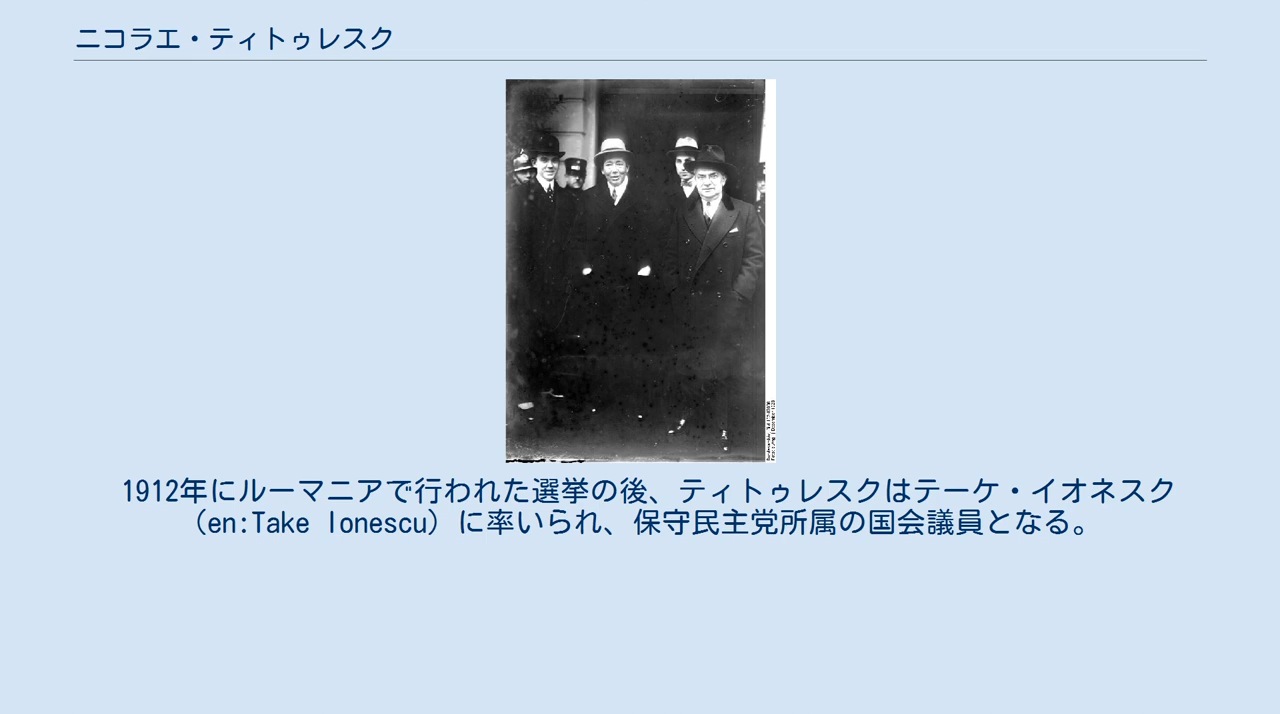 ニコラエ・ティトゥレスク
1912年にルーマニアで行われた選挙の後、ティトゥレスクはテーケ・イオネスク
（en:Take Ionescu）に率いられ、保守民主党所属の国会議員となる。